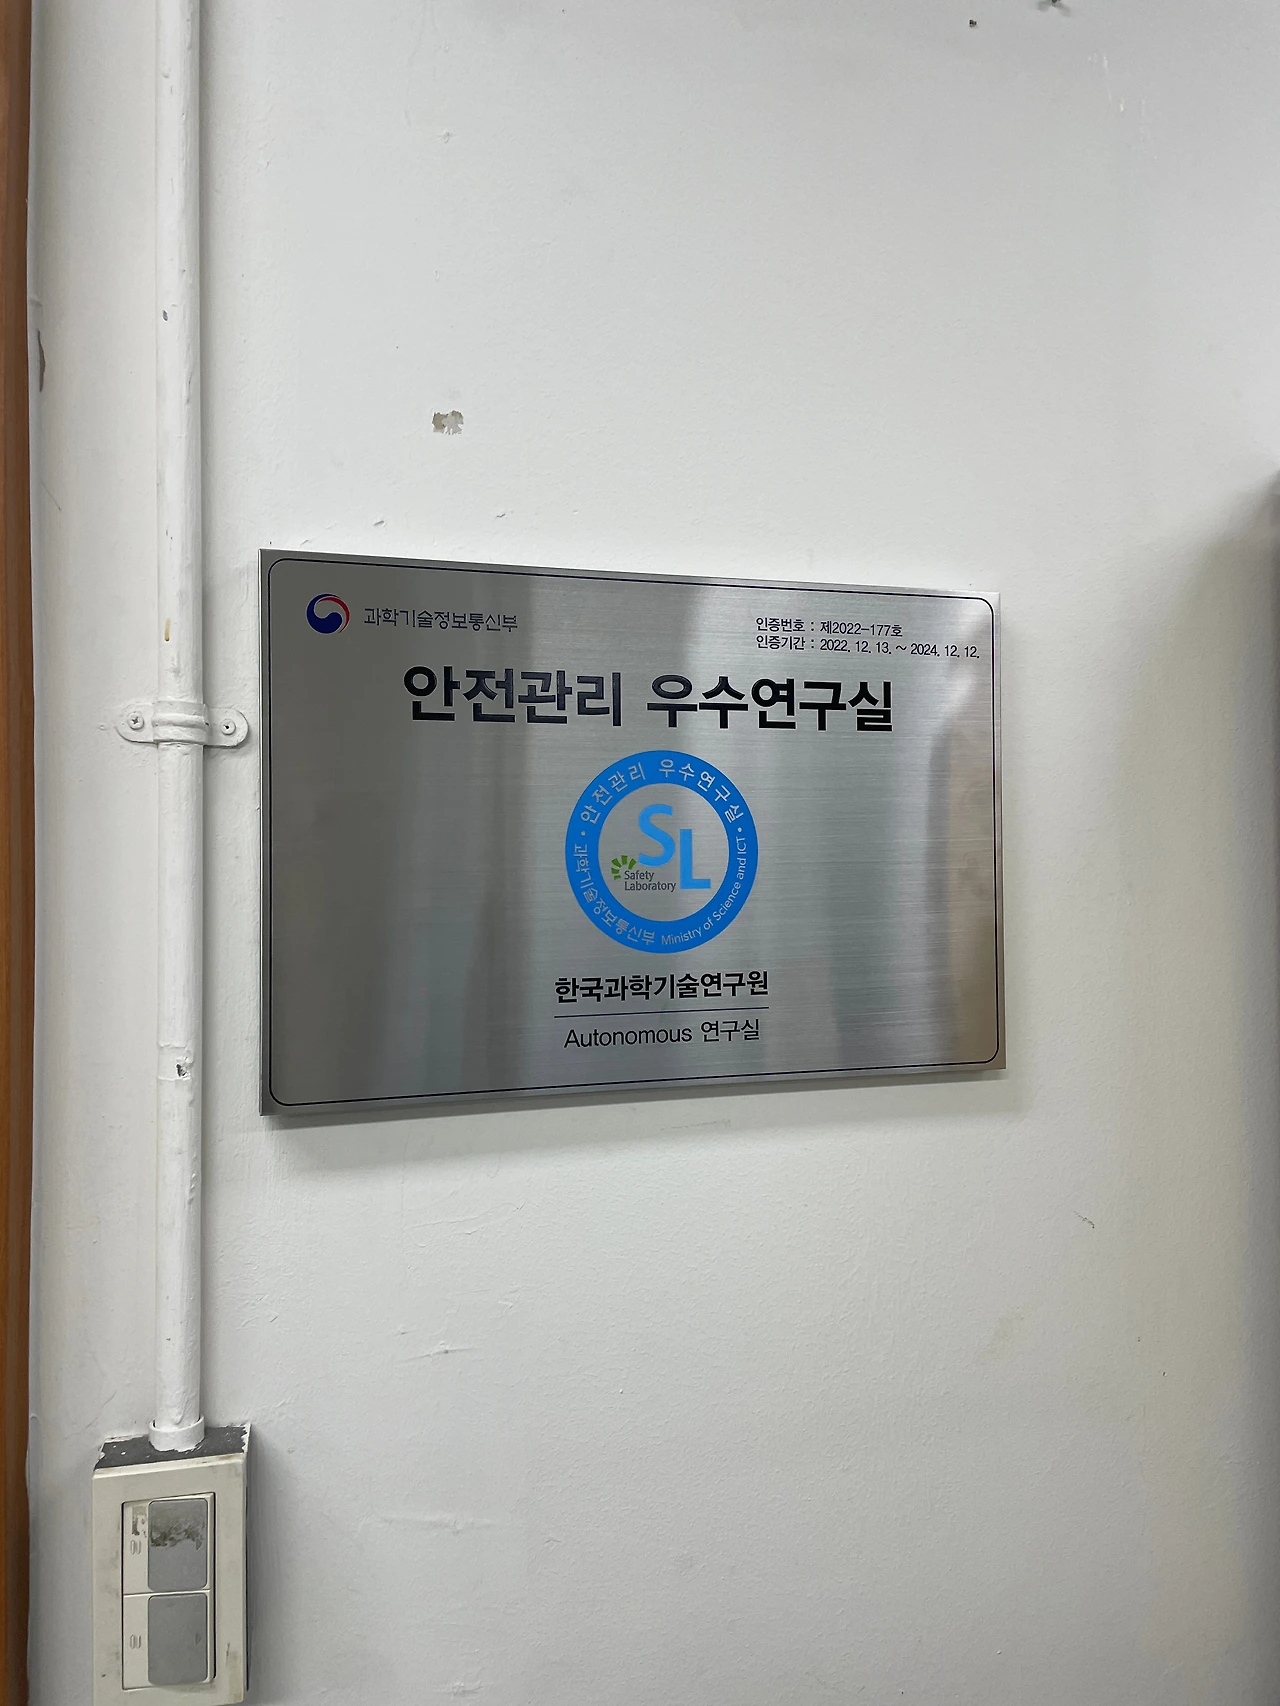 과학기술정보통신부
인증번호 : 제2022-177호
인증기간 : 2022. 12. 13. ~ 2024. 12. 12.
안전관리 우수연구실
• 안전관리 우수연구실 •
SL
Safety
Laboratory
과학기술정보통신부 Ministry of Science and ICT
한국과학기술연구원
Autonomous 연구실